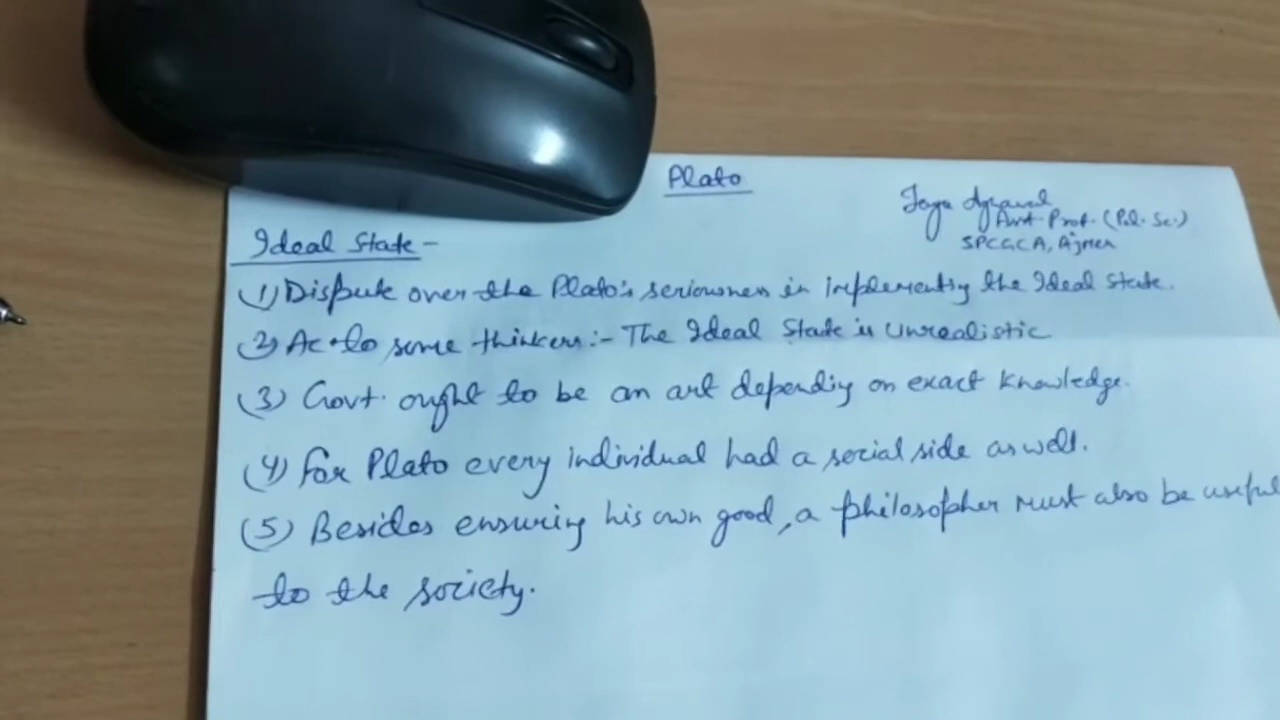 Plato
Jaya Agrawal
Asst. Prof. (Pol. Sc.)
SPCGCA, Ajmer
Ideal State -
(1) Dispute over the Plato's seriousness in implementing the Ideal State.
(2) Ac. to some thinkers:- The Ideal State is Unrealistic
(3) Govt. ought to be an art depending on exact Knowledge.
(4) For Plato every individual had a social side as well.
(5) Besides ensuring his own good, a philosopher must also be useful
to the society.